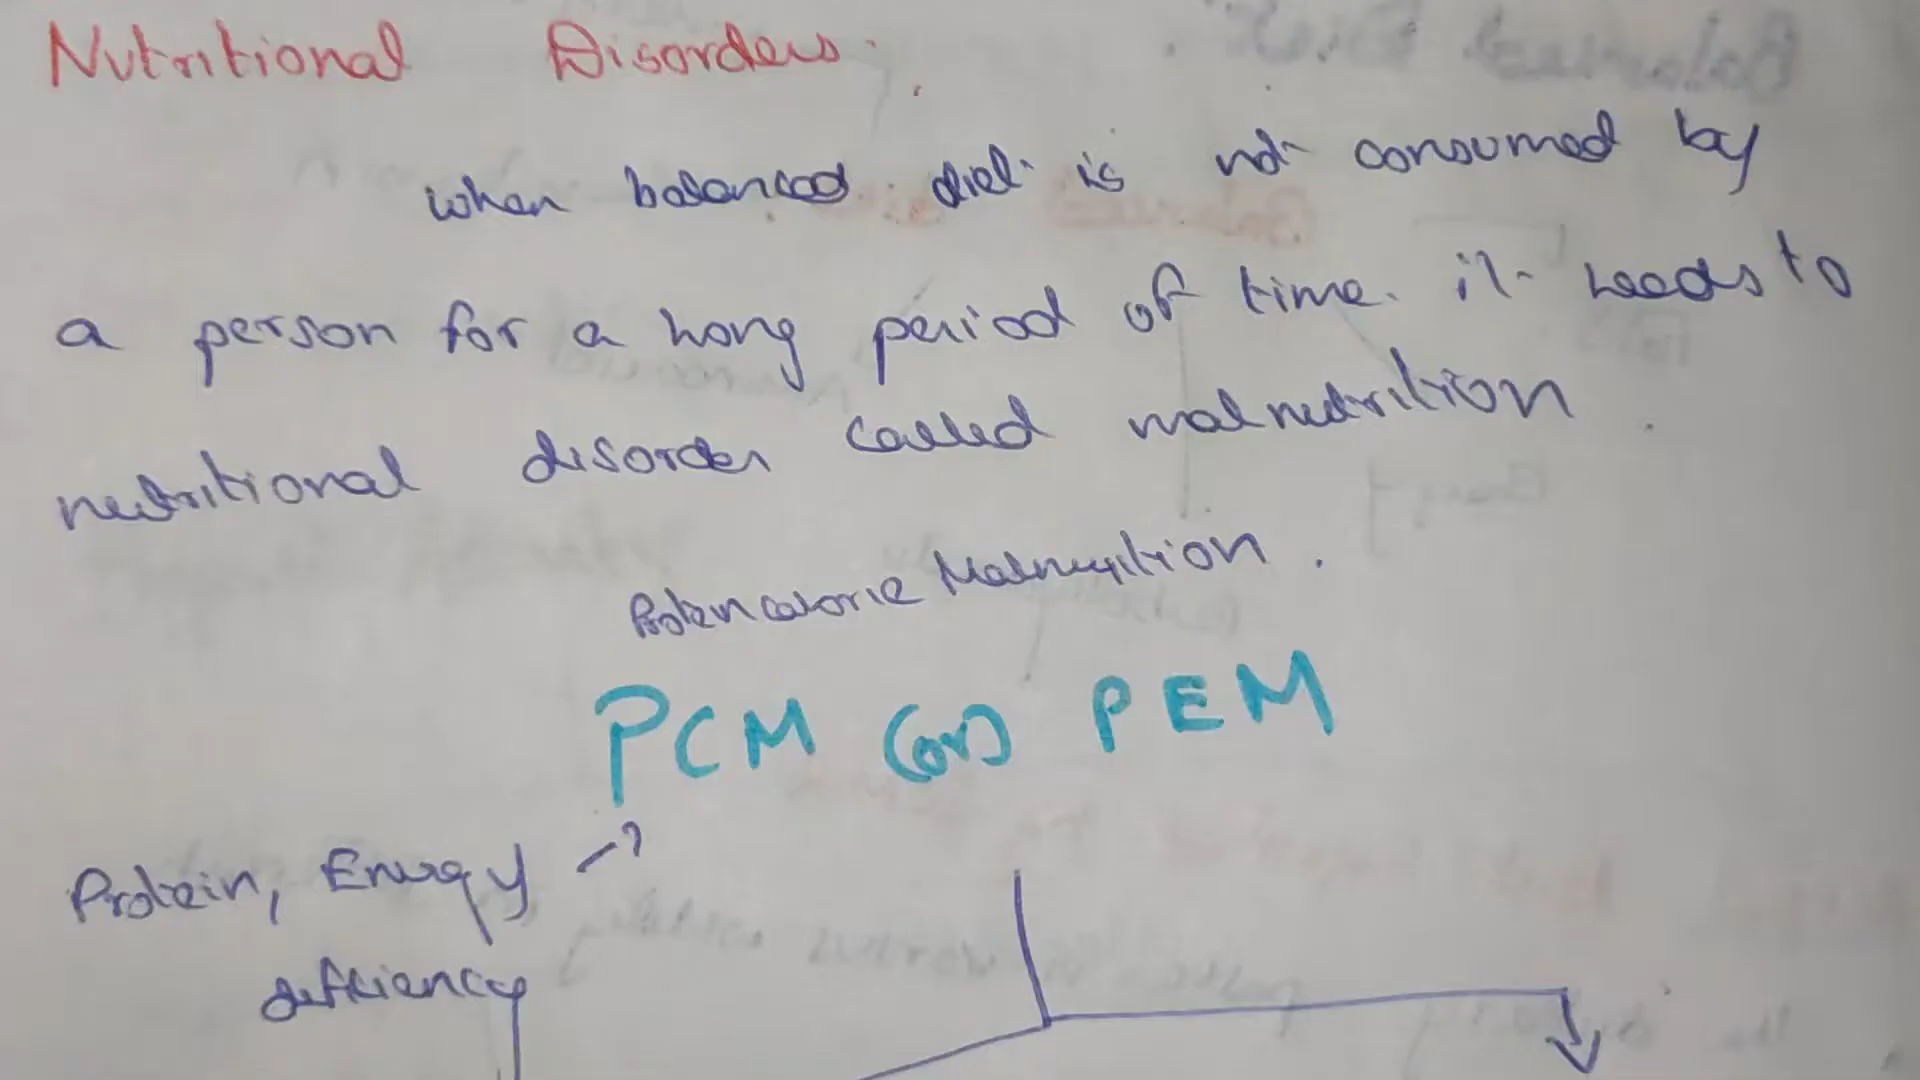 Nutritional Disorders.
when balanced diet is not consumed by
a person for a long period of time. it leads to
nutritional disorder called malnutrition.
Protein calorie Malnutrition.
PCM (or) PEM
Protein, Energy
deficiency